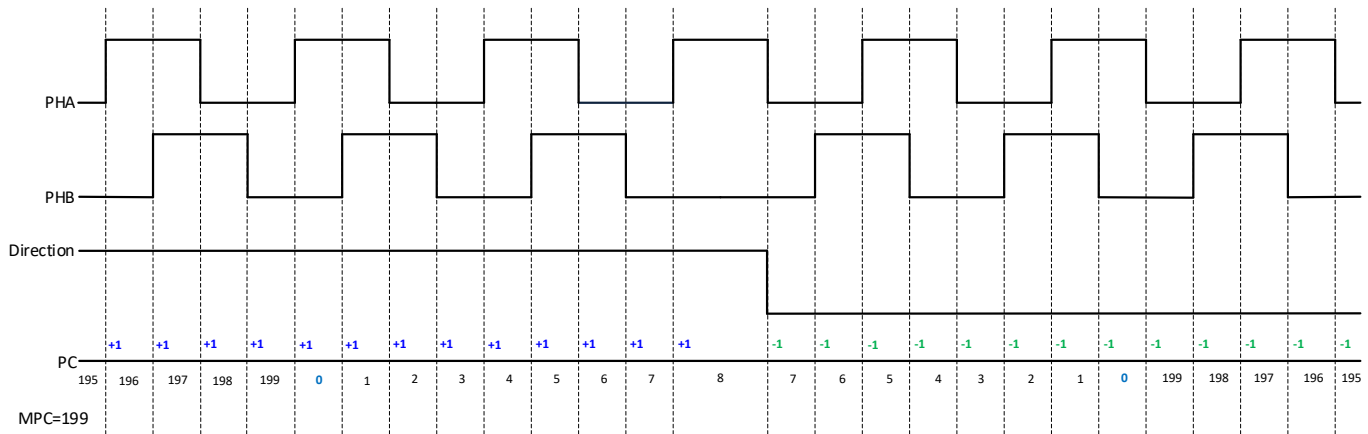 PHA
PHB
Direction
+1 +1 +1 +1 +1 +1 +1 +1 +1 +1 +1 +1 +1 -1 -1 -1 -1 -1 -1 -1 -1 -1 -1 -1 -1 -1
PC
195 196 197 198 199 0 1 2 3 4 5 6 7 8 7 6 5 4 3 2 1 0 199 198 197 196 195
MPC=199